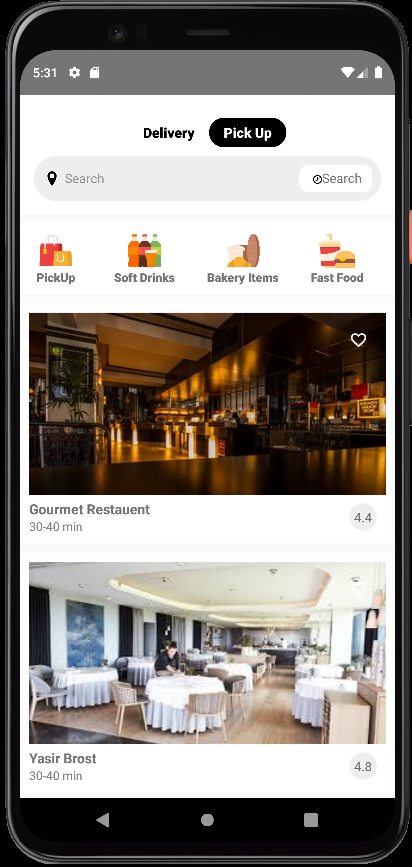 5:31
Delivery Pick Up
Search Search
PickUp Soft Drinks Bakery Items Fast Food
Gourmet Restauent
30-40 min
4.4
Yasir Brost
30-40 min
4.8